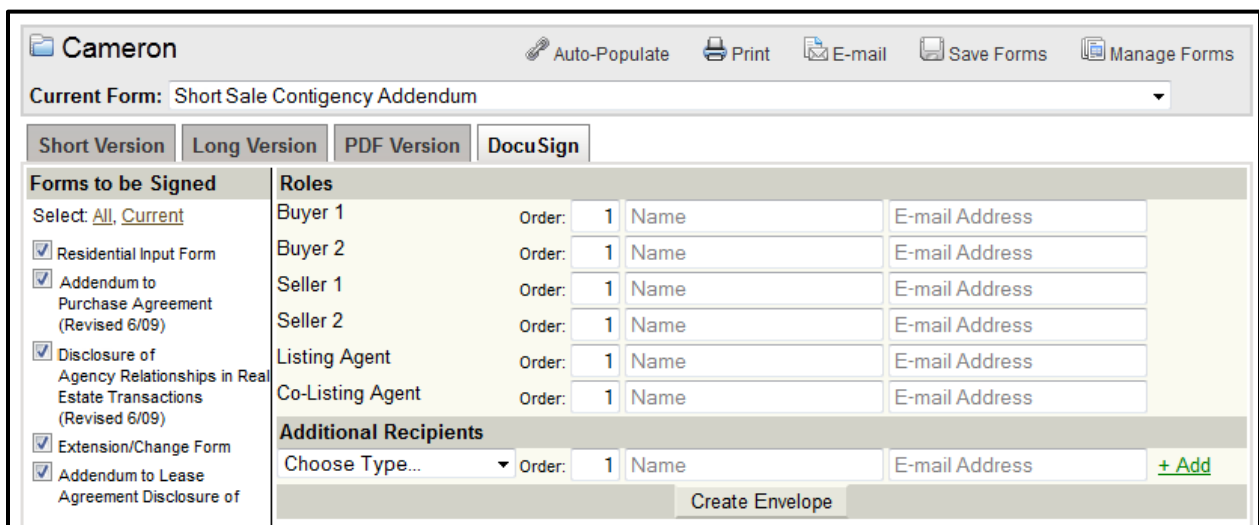 Cameron
Auto-Populate Print E-mail Save Forms Manage Forms
Current Form: Short Sale Contigency Addendum
Short Version Long Version PDF Version DocuSign
Forms to be Signed
Select: All, Current
Residential Input Form
Addendum to
Purchase Agreement
(Revised 6/09)
Disclosure of
Agency Relationships in Real
Estate Transactions
(Revised 6/09)
Extension/Change Form
Addendum to Lease
Agreement Disclosure of
Roles
Buyer 1 Order: 1 Name E-mail Address
Buyer 2 Order: 1 Name E-mail Address
Seller 1 Order: 1 Name E-mail Address
Seller 2 Order: 1 Name E-mail Address
Listing Agent Order: 1 Name E-mail Address
Co-Listing Agent Order: 1 Name E-mail Address
Additional Recipients
Choose Type... Order: 1 Name E-mail Address + Add
Create Envelope